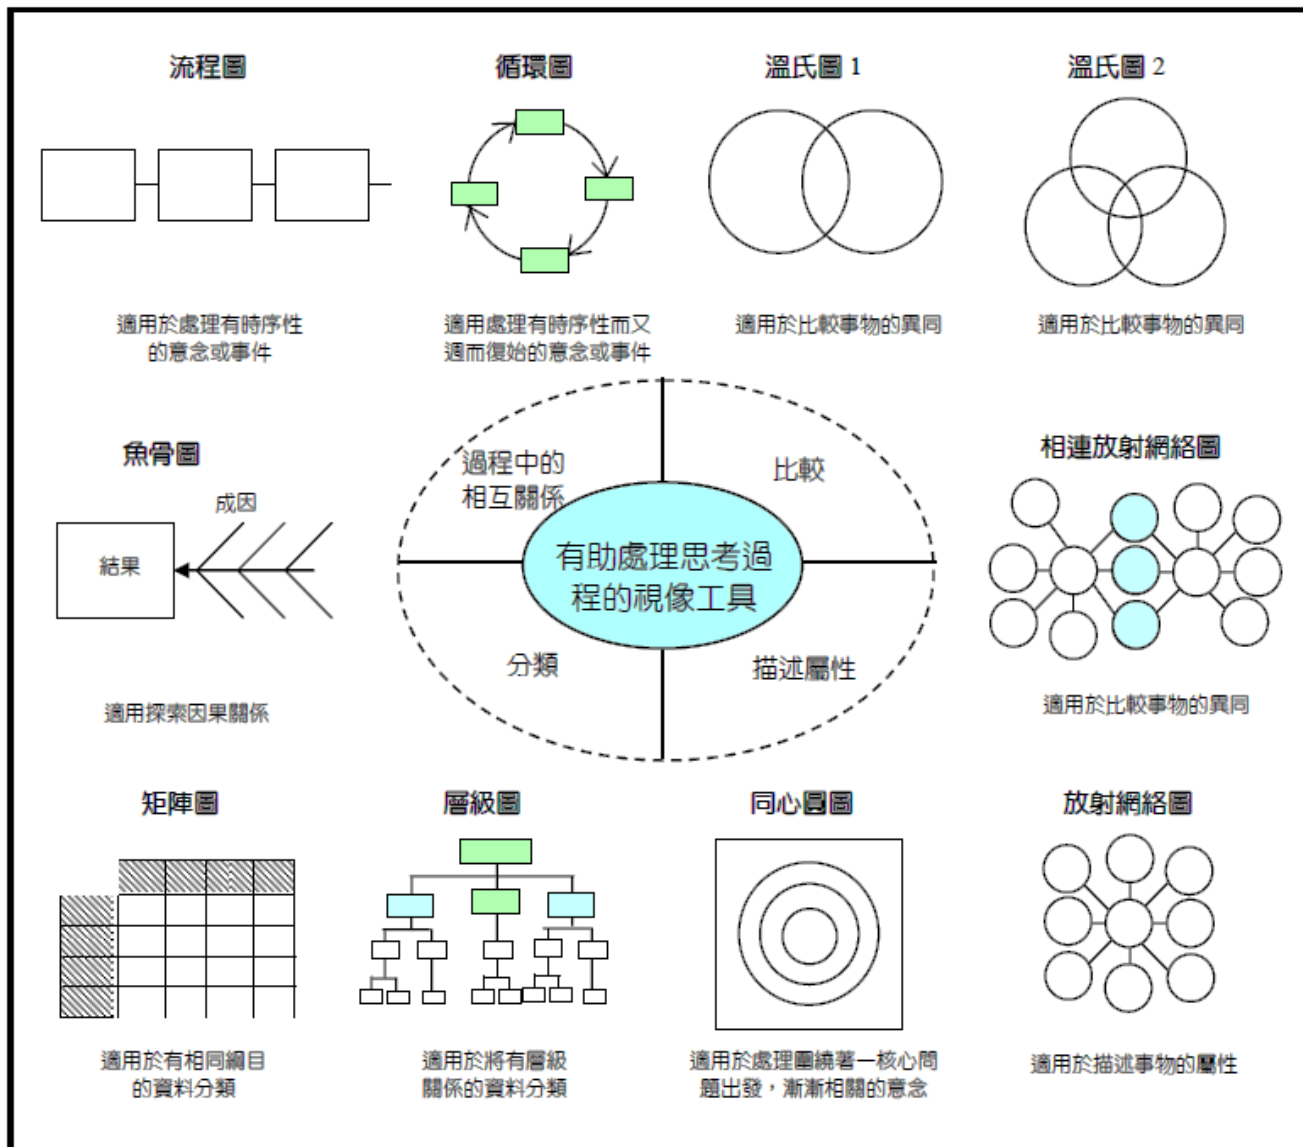 流程圖
循環圖
溫氏圖 1
溫氏圖 2
適用於處理有時序性
的意念或事件
適用處理有時序性而又
週而復始的意念或事件
適用於比較事物的異同
適用於比較事物的異同
魚骨圖
成因
結果
適用探索因果關係
過程中的
相互關係
比較
有助處理思考過
程的視像工具
分類
描述屬性
相連放射網絡圖
適用於比較事物的異同
矩陣圖
層級圖
同心圓圖
放射網絡圖
適用於有相同綱目
的資料分類
適用於將有層級
關係的資料分類
適用於處理圍繞著一核心問
題出發，漸漸相關的意念
適用於描述事物的屬性